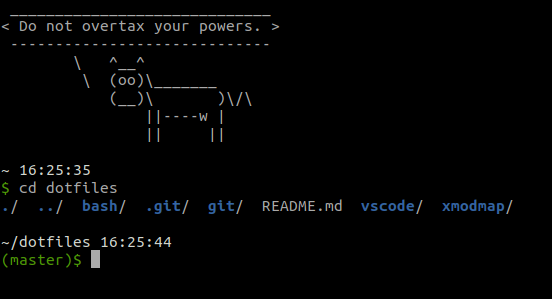 _____________________________
< Do not overtax your powers. >
 -----------------------------
        \   ^__^
         \  (oo)\_______
            (__)\       )\/\
                ||----w |
                ||     ||
~ 16:25:35
$ cd dotfiles
./  ../  bash/  .git/  git/  README.md  vscode/  xmodmap/
~/dotfiles 16:25:44
(master)$